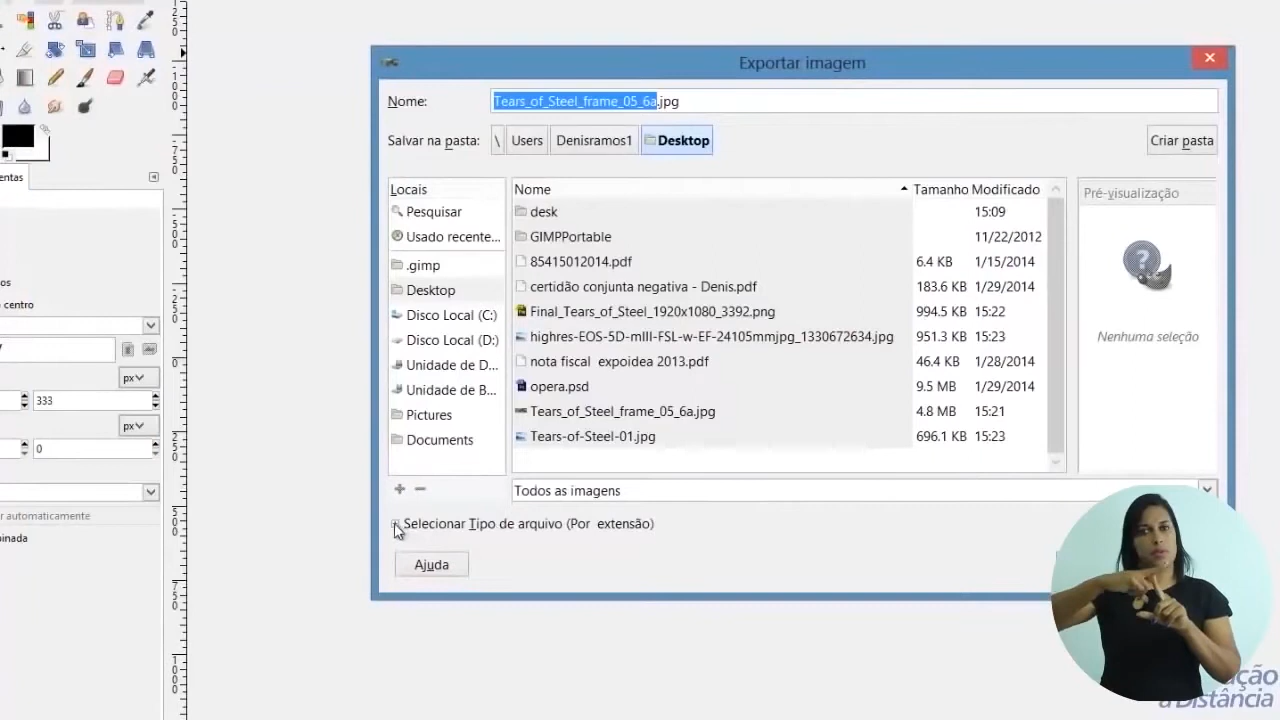 Exportar imagem
Nome: Tears_of_Steel_frame_05_6a.jpg
Salvar na pasta: \ Users Denisramos1 Desktop Criar pasta
Locais
Pesquisar
Usado recente...
.gimp
Desktop
Disco Local (C:)
Disco Local (D:)
Unidade de D...
Unidade de B...
Pictures
Documents
Nome Tamanho Modificado
desk 15:09
GIMPPortable 11/22/2012
85415012014.pdf 6.4 KB 1/15/2014
certidão conjunta negativa - Denis.pdf 183.6 KB 1/29/2014
Final_Tears_of_Steel_1920x1080_3392.png 994.5 KB 15:22
highres-EOS-5D-mIII-FSL-w-EF-24105mmjpg_1330672634.jpg 951.3 KB 15:23
nota fiscal expoidea 2013.pdf 46.4 KB 1/28/2014
opera.psd 9.5 MB 1/29/2014
Tears_of_Steel_frame_05_6a.jpg 4.8 MB 15:21
Tears-of-Steel-01.jpg 696.1 KB 15:23
Pré-visualização
Nenhuma seleção
Todos as imagens
Selecionar Tipo de arquivo (Por extensão)
Ajuda
entas
os
o centro
px
333
px
0
r automaticamente
inada
ação
a Distância